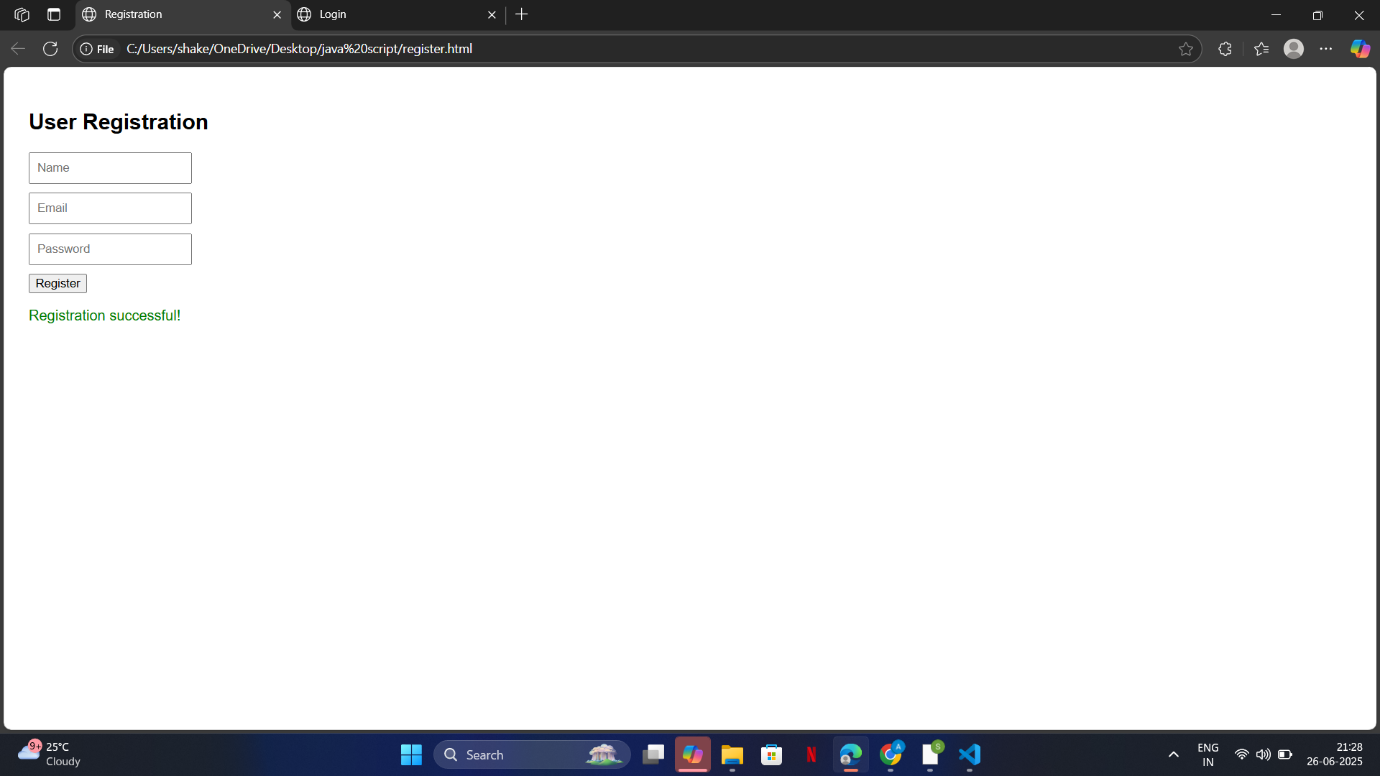 Registration
Login
File C:/Users/shake/OneDrive/Desktop/java%20script/register.html
User Registration
Name
Email
Password
Register
Registration successful!
9+
25°C
Cloudy
Search
N
A
S
ENG
IN
21:28
26-06-2025